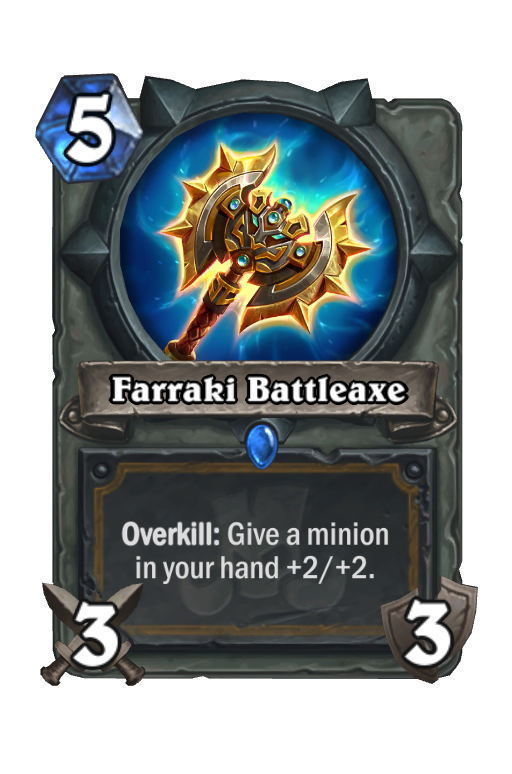 5
Farraki Battleaxe
Overkill: Give a minion
in your hand +2/+2.
3
3